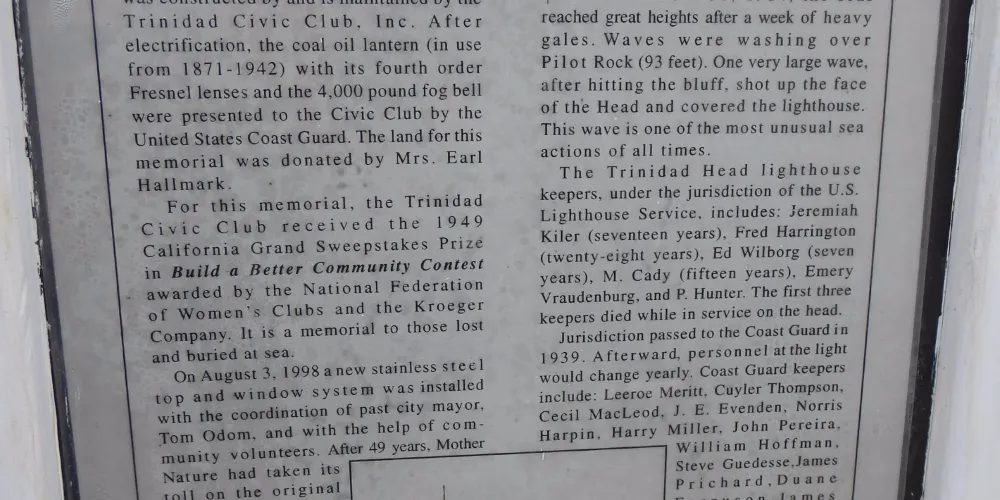 was constructed by and is maintained by the
Trinidad Civic Club, Inc. After
electrification, the coal oil lantern (in use
from 1871-1942) with its fourth order
Fresnel lenses and the 4,000 pound fog bell
were presented to the Civic Club by the
United States Coast Guard. The land for this
memorial was donated by Mrs. Earl
Hallmark.
For this memorial, the Trinidad
Civic Club received the 1949
California Grand Sweepstakes Prize
in Build a Better Community Contest
awarded by the National Federation
of Women's Clubs and the Kroeger
Company. It is a memorial to those lost
and buried at sea.
On August 3, 1998 a new stainless steel
top and window system was installed
with the coordination of past city mayor,
Tom Odom, and with the help of com-
munity volunteers. After 49 years, Mother
Nature had taken its
toll on the original
reached great heights after a week of heavy
gales. Waves were washing over
Pilot Rock (93 feet). One very large wave,
after hitting the bluff, shot up the face
of the Head and covered the lighthouse.
This wave is one of the most unusual sea
actions of all times.
The Trinidad Head lighthouse
keepers, under the jurisdiction of the U.S.
Lighthouse Service, includes: Jeremiah
Kiler (seventeen years), Fred Harrington
(twenty-eight years), Ed Wilborg (seven
years), M. Cady (fifteen years), Emery
Vraudenburg, and P. Hunter. The first three
keepers died while in service on the head.
Jurisdiction passed to the Coast Guard in
1939. Afterward, personnel at the light
would change yearly. Coast Guard keepers
include: Leeroe Meritt, Cuyler Thompson,
Cecil MacLeod, J. E. Evenden, Norris
Harpin, Harry Miller, John Pereira,
William Hoffman,
Steve Guedesse,James
Prichard,Duane
James